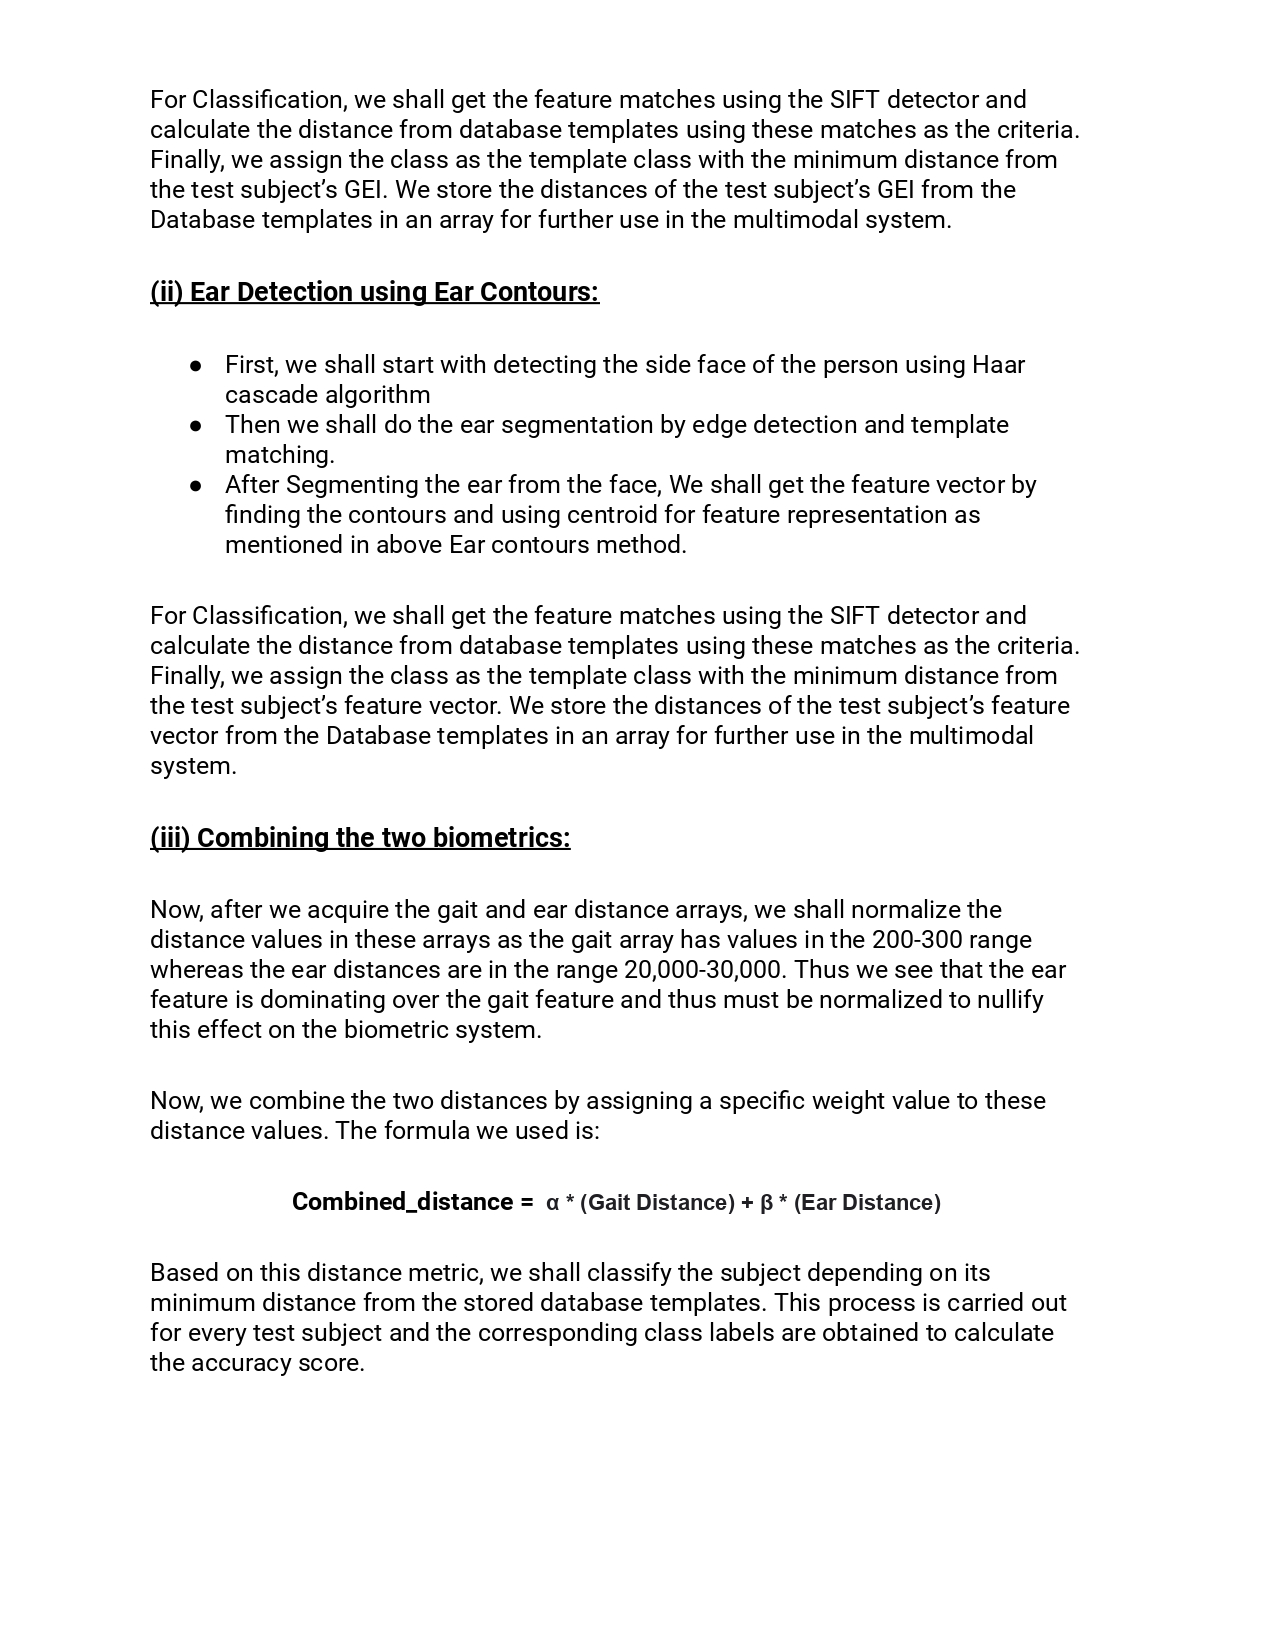 For Classification, we shall get the feature matches using the SIFT detector and
calculate the distance from database templates using these matches as the criteria.
Finally, we assign the class as the template class with the minimum distance from
the test subject’s GEI. We store the distances of the test subject’s GEI from the
Database templates in an array for further use in the multimodal system.
(ii) Ear Detection using Ear Contours:
● First, we shall start with detecting the side face of the person using Haar
cascade algorithm
● Then we shall do the ear segmentation by edge detection and template
matching.
● After Segmenting the ear from the face, We shall get the feature vector by
finding the contours and using centroid for feature representation as
mentioned in above Ear contours method.
For Classification, we shall get the feature matches using the SIFT detector and
calculate the distance from database templates using these matches as the criteria.
Finally, we assign the class as the template class with the minimum distance from
the test subject’s feature vector. We store the distances of the test subject’s feature
vector from the Database templates in an array for further use in the multimodal
system.
(iii) Combining the two biometrics:
Now, after we acquire the gait and ear distance arrays, we shall normalize the
distance values in these arrays as the gait array has values in the 200-300 range
whereas the ear distances are in the range 20,000-30,000. Thus we see that the ear
feature is dominating over the gait feature and thus must be normalized to nullify
this effect on the biometric system.
Now, we combine the two distances by assigning a specific weight value to these
distance values. The formula we used is:
Combined_distance = α * (Gait Distance) + β * (Ear Distance)
Based on this distance metric, we shall classify the subject depending on its
minimum distance from the stored database templates. This process is carried out
for every test subject and the corresponding class labels are obtained to calculate
the accuracy score.